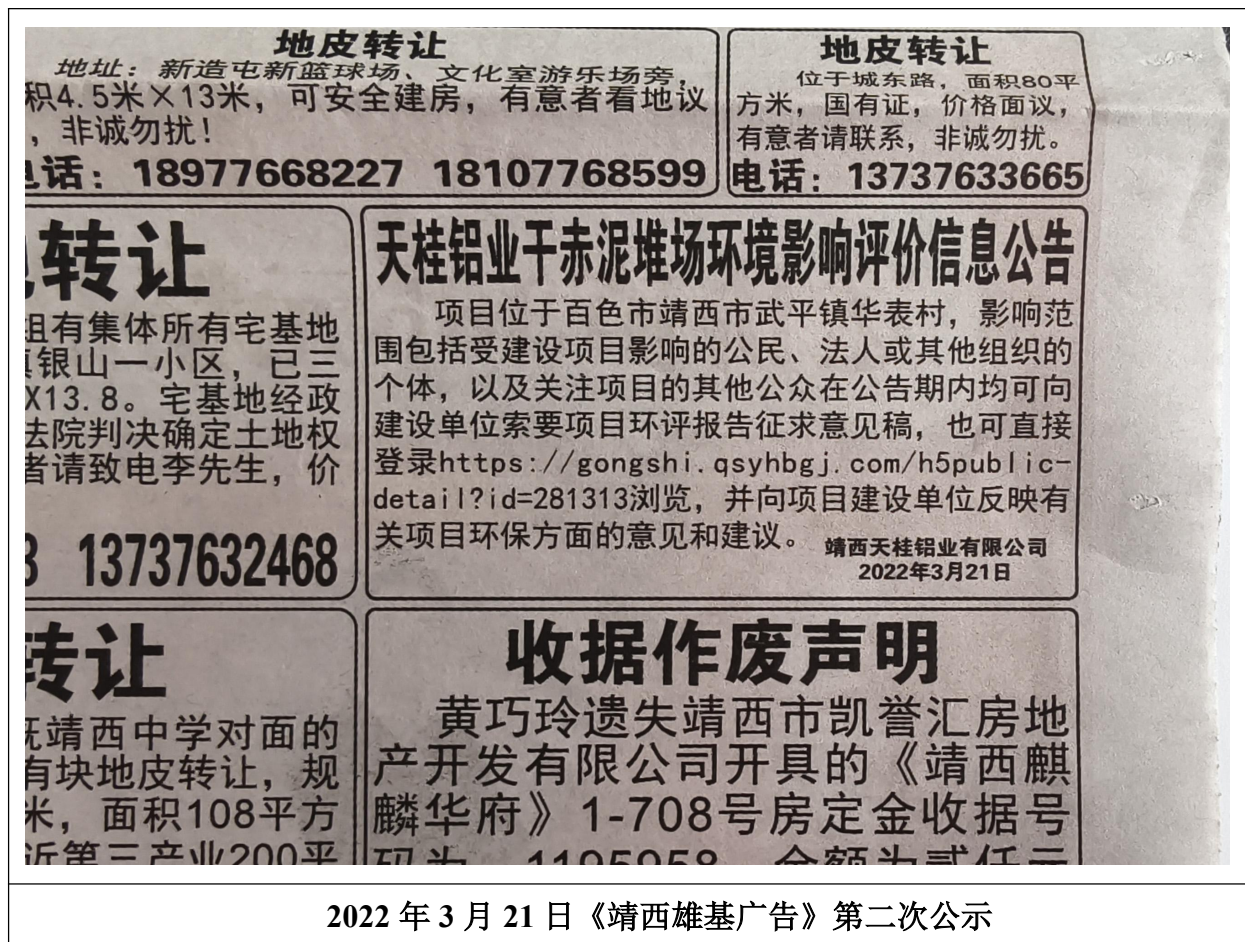 地皮转让
地址：新造屯新篮球场、文化室游乐场旁，
积4.5米×13米，可安全建房，有意者看地议
，非诚勿扰！
电话：18977668227 18107768599
地皮转让
位于城东路，面积80平
方米，国有证，价格面议，
有意者请联系，非诚勿扰。
电话：13737633665
转让
组有集体所有宅基地
银山一小区，已三
X13.8。宅基地经政
法院判决确定土地权
者请致电李先生，价
3 13737632468
天桂铝业干赤泥堆场环境影响评价信息公告
项目位于百色市靖西市武平镇华表村，影响范
围包括受建设项目影响的公民、法人或其他组织的
个体，以及关注项目的其他公众在公告期内均可向
建设单位索要项目环评报告征求意见稿，也可直接
登录https://gongshi.qsyhbgj.com/h5public-
detail?id=281313浏览，并向项目建设单位反映有
关项目环保方面的意见和建议。
靖西天桂铝业有限公司
2022年3月21日
转让
靖西中学对面的
有块地皮转让，规
米，面积108平方
近第三产业200平
收据作废声明
黄巧玲遗失靖西市凯誉汇房地
产开发有限公司开具的《靖西麒
麟华府》1-708号房定金收据号
码为 1195958 金额为贰仟元
2022 年 3 月 21 日《靖西雄基广告》第二次公示